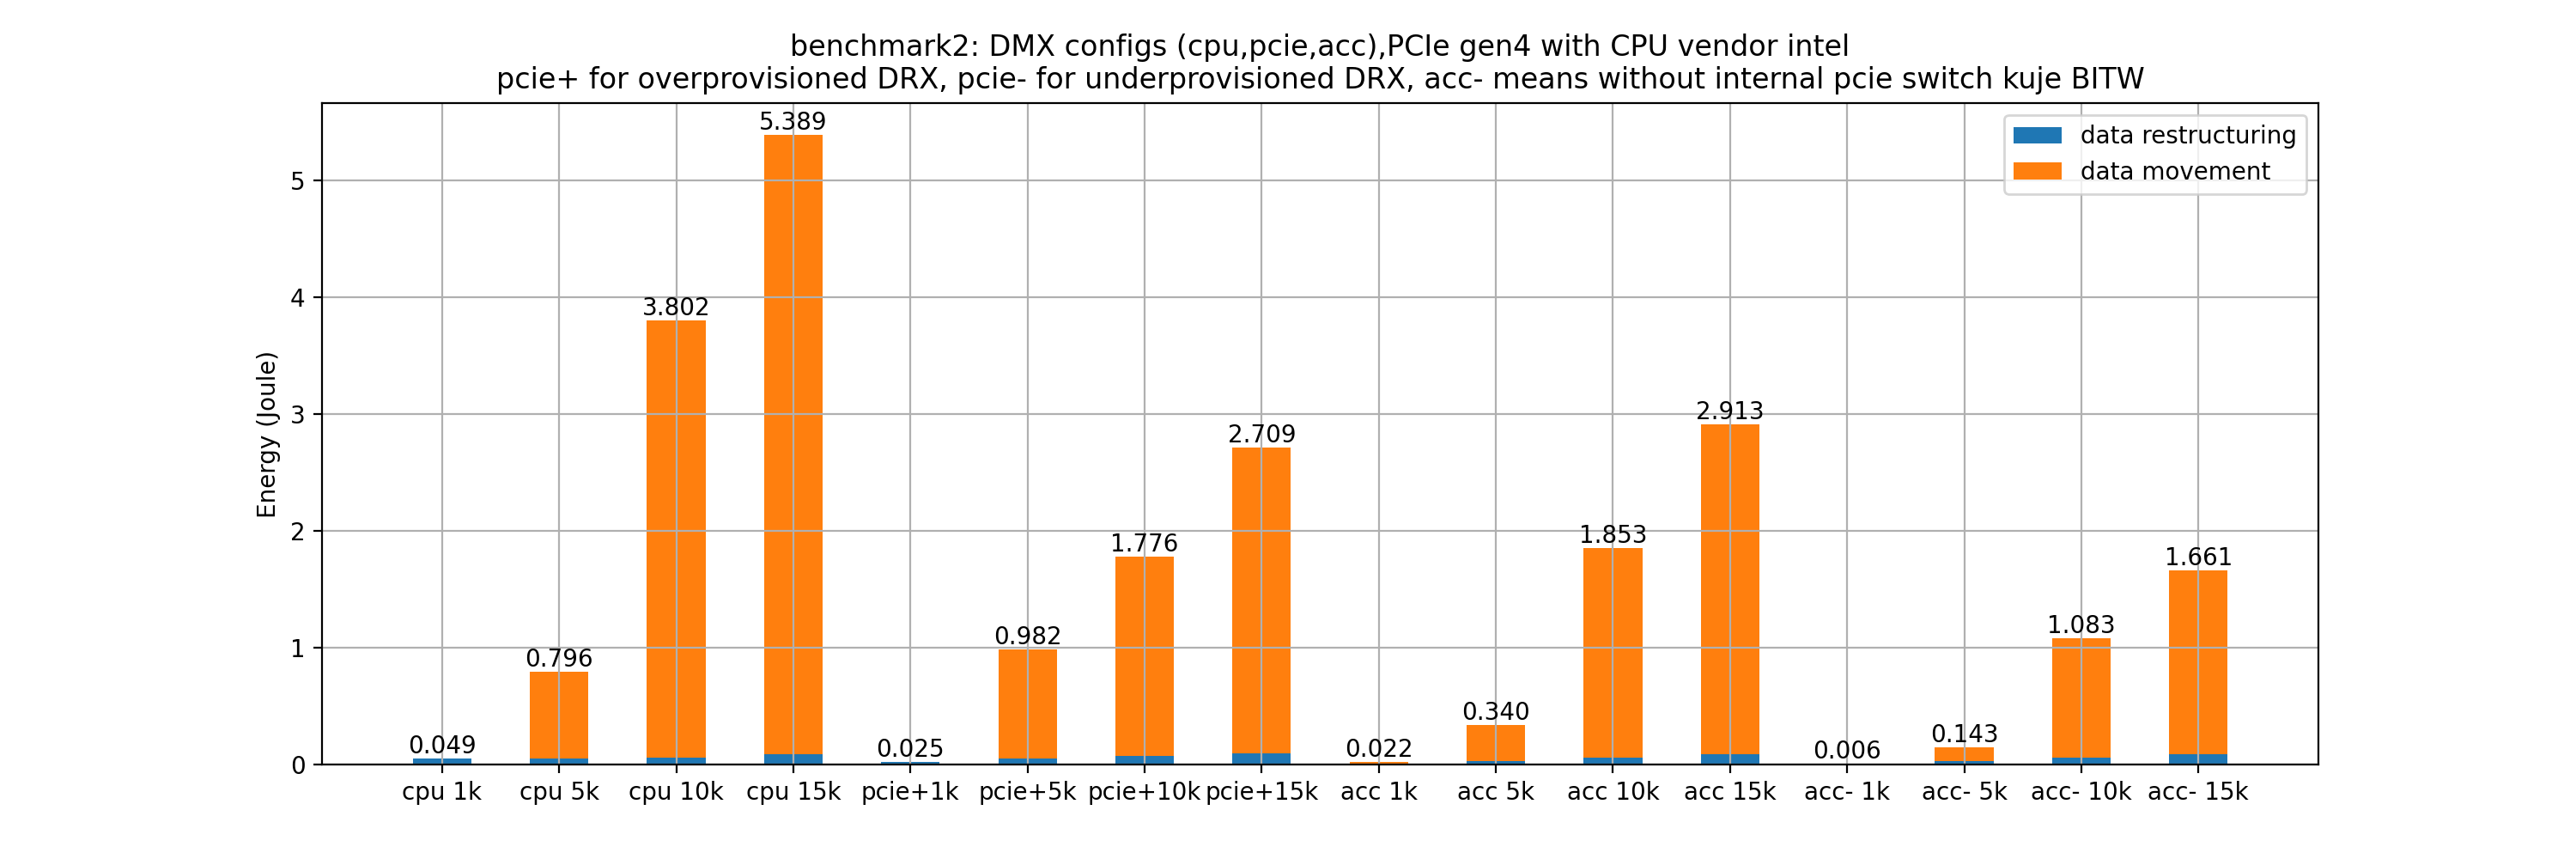 benchmark2: DMX configs (cpu,pcie,acc),PCIe gen4 with CPU vendor intel
pcie+ for overprovisioned DRX, pcie- for underprovisioned DRX, acc- means without internal pcie switch kuje BITW
data restructuring
data movement
Energy (Joule)
5
4
3
2
1
0
0.049
0.796
3.802
5.389
0.025
0.982
1.776
2.709
0.022
0.340
1.853
2.913
0.006
0.143
1.083
1.661
cpu 1k
cpu 5k
cpu 10k
cpu 15k
pcie+1k
pcie+5k
pcie+10k
pcie+15k
acc 1k
acc 5k
acc 10k
acc 15k
acc- 1k
acc- 5k
acc- 10k
acc- 15k